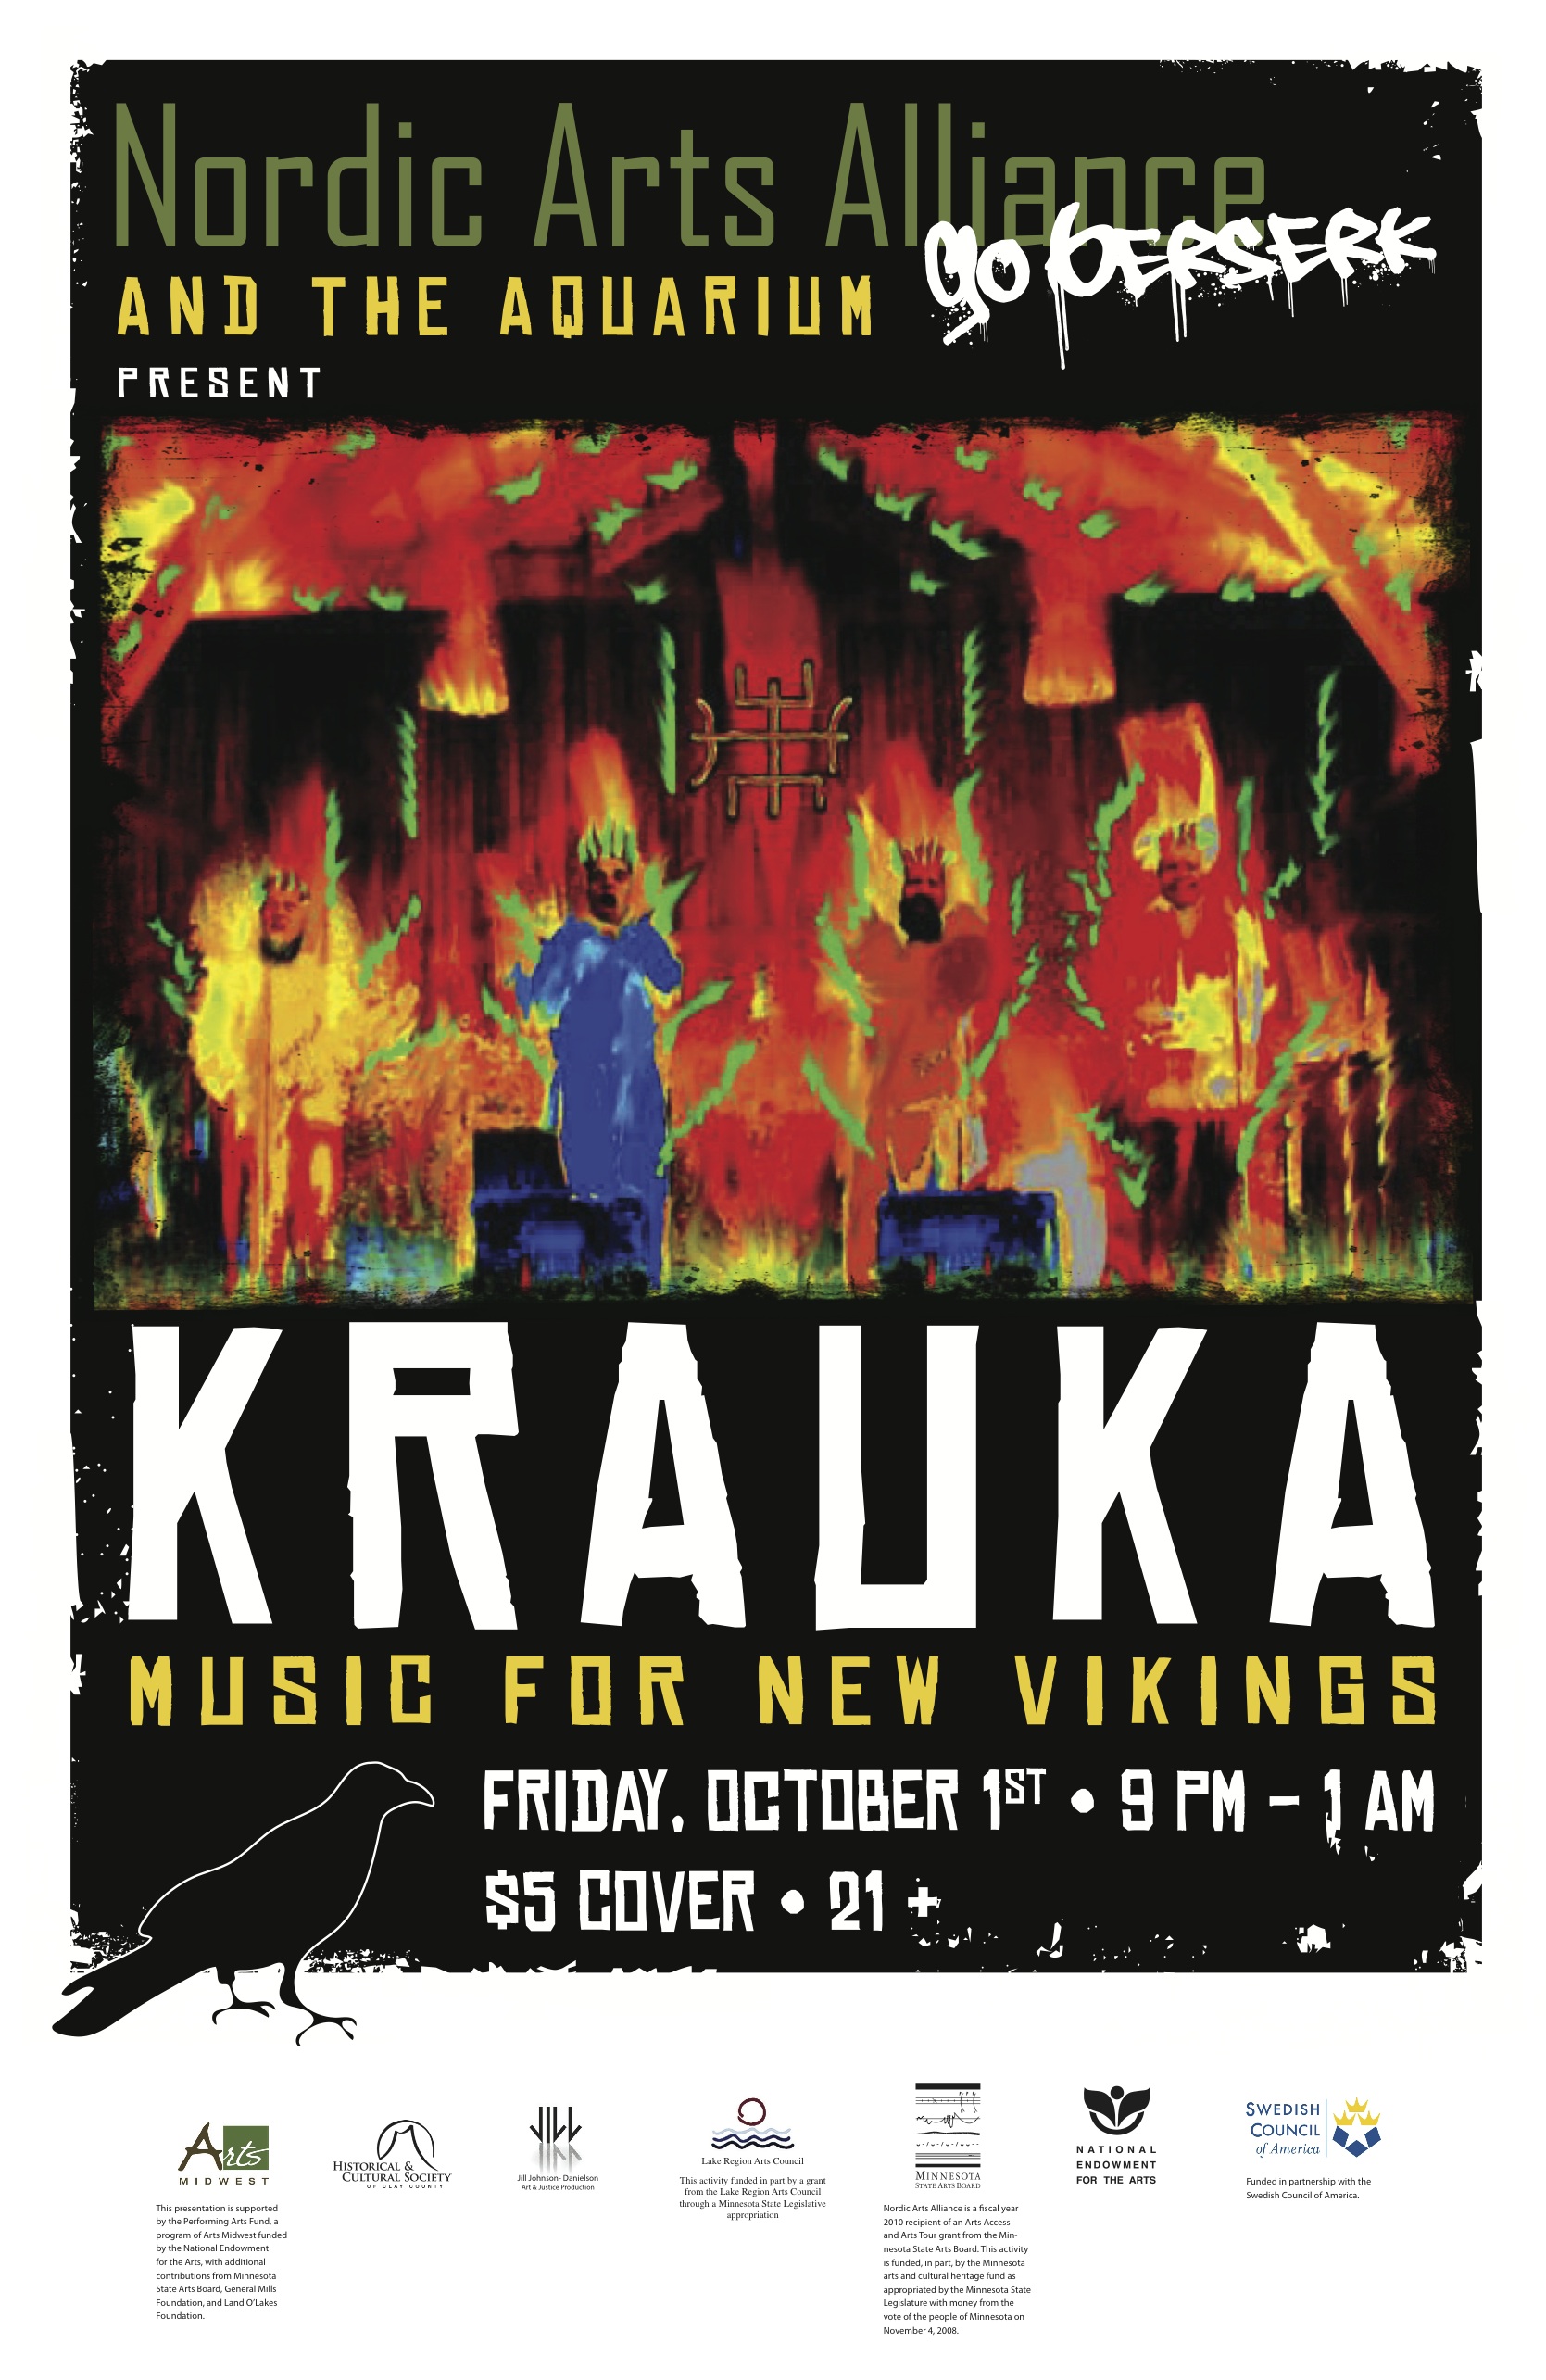 Nordic Arts Alliance
go berserk
AND THE AQUARIUM
PRESENT
KRAUKA
MUSIC FOR NEW VIKINGS
FRIDAY, OCTOBER 1ST • 9 PM – 1 AM
$5 COVER • 21 +
Arts
MIDWEST
This presentation is supported
by the Performing Arts Fund, a
program of Arts Midwest funded
by the National Endowment
for the Arts, with additional
contributions from Minnesota
State Arts Board, General Mills
Foundation, and Land O'Lakes
Foundation.
HISTORICAL &
CULTURAL SOCIETY
OF CLAY COUNTY
JILL
Jill Johnson- Danielson
Art & Justice Production
Lake Region Arts Council
This activity funded in part by a grant
from the Lake Region Arts Council
through a Minnesota State Legislative
appropriation
MINNESOTA
STATE ARTS BOARD
Nordic Arts Alliance is a fiscal year
2010 recipient of an Arts Access
and Arts Tour grant from the Min-
nesota State Arts Board. This activity
is funded, in part, by the Minnesota
arts and cultural heritage fund as
appropriated by the Minnesota State
Legislature with money from the
vote of the people of Minnesota on
November 4, 2008.
NATIONAL
ENDOWMENT
FOR THE ARTS
SWEDISH
COUNCIL
of America
Funded in partnership with the
Swedish Council of America.